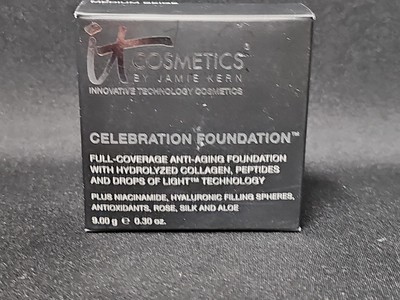 it COSMETICS
BY JAMIE KERN
INNOVATIVE TECHNOLOGY COSMETICS
CELEBRATION FOUNDATION™
FULL-COVERAGE ANTI-AGING FOUNDATION
WITH HYDROLYZED COLLAGEN, PEPTIDES
AND DROPS OF LIGHT™ TECHNOLOGY
PLUS NIACINAMIDE, HYALURONIC FILLING SPHERES,
ANTIOXIDANTS, ROSE, SILK AND ALOE
9.00 g ℮ 0.30 oz.